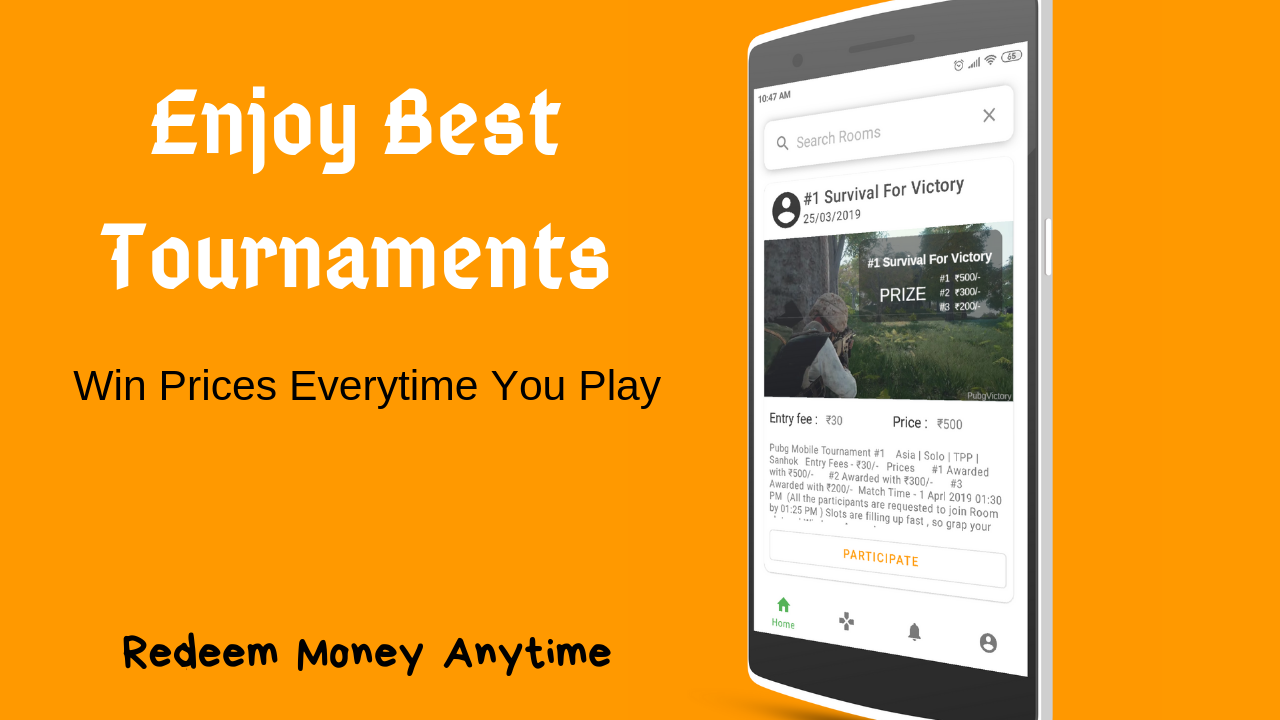 Enjoy Best
Tournaments
Win Prices Everytime You Play
Redeem Money Anytime
65
10:47 AM
Search Rooms
#1 Survival For Victory
25/03/2019
#1 Survival For Victory
PRIZE
#1 ₹500/-
#2 ₹300/-
#3 ₹200/-
PubgVictory
Entry fee : ₹30 Price : ₹500
Pubg Mobile Tournament #1 Asia | Solo | TPP |
Sanhok Entry Fees - ₹30/- Prices #1 Awarded
with ₹500/- #2 Awarded with ₹300/- #3
Awarded with ₹200/- Match Time - 1 Aprl 2019 01:30
PM (All the participants are requested to join Room
by 01:25 PM ) Slots are filling up fast , so grap your
PARTICIPATE
Home